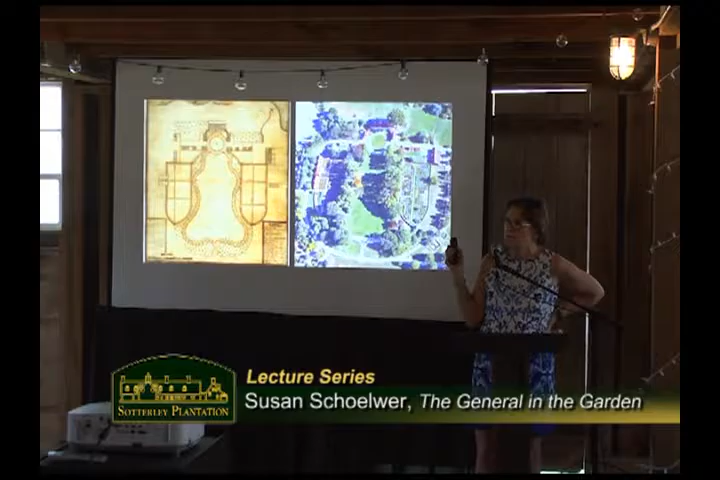 Lecture Series
Susan Schoelwer, The General in the Garden
SOTTERLEY PLANTATION